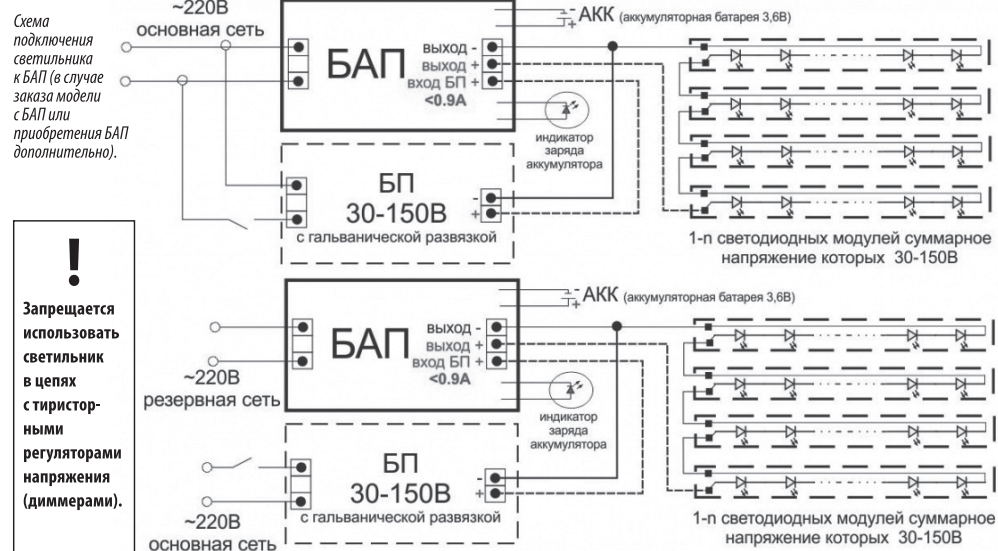 Схема
подключения
светильника
к БАП (в случае
заказа модели
с БАП или
приобретения БАП
дополнительно).
~220В
основная сеть
БАП
выход -
выход +
вход БП +
<0.9А
- АКК (аккумуляторная батарея 3,6В)
+
индикатор
заряда
аккумулятора
БП
30-150В
-
+
с гальванической развязкой
1-n светодиодных модулей суммарное
напряжение которых 30-150В
!
Запрещается
использовать
светильник
в цепях
с тиристор-
ными
регуляторами
напряжения
(диммерами).
~220В
резервная сеть
БАП
выход -
выход +
вход БП +
<0.9А
- АКК (аккумуляторная батарея 3,6В)
+
индикатор
заряда
аккумулятора
БП
30-150В
-
+
с гальванической развязкой
~220В
основная сеть
1-n светодиодных модулей суммарное
напряжение которых 30-150В